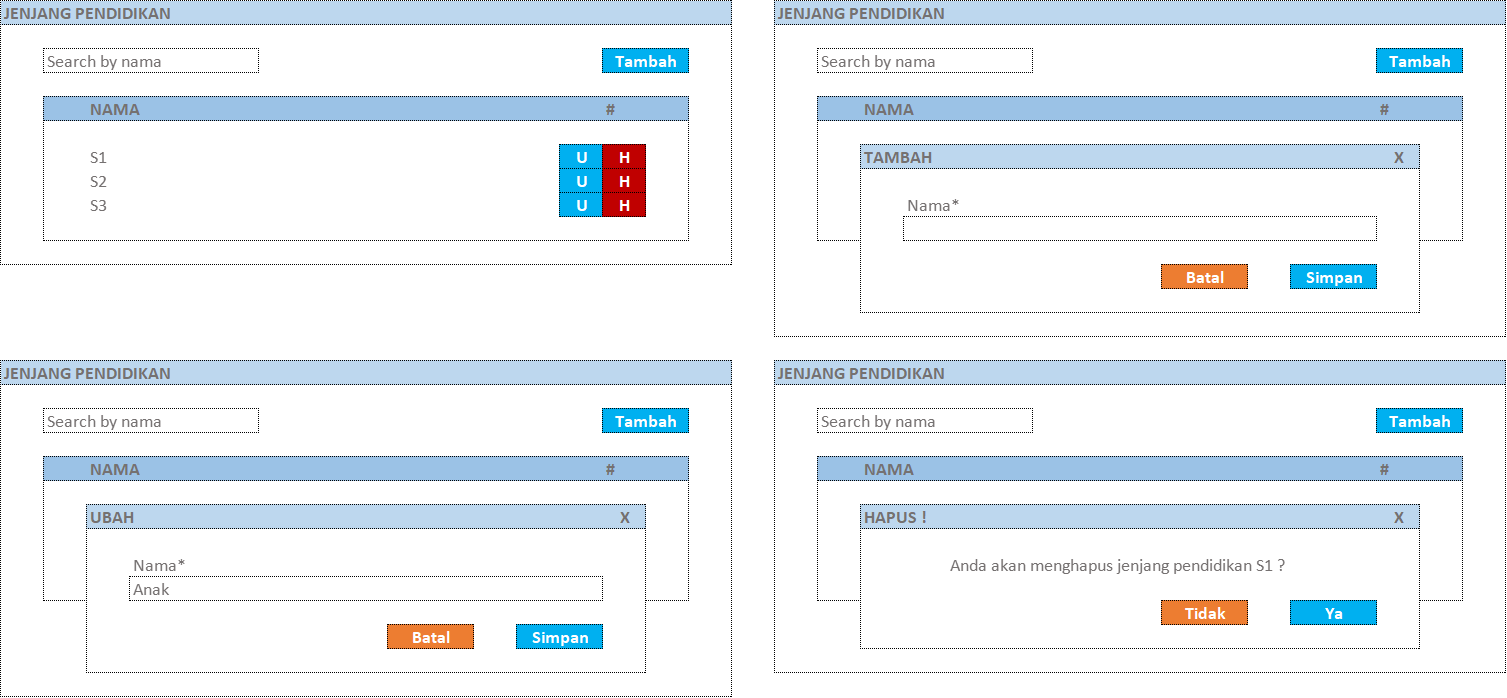 JENJANG PENDIDIKAN
Search by nama Tambah
NAMA #
S1 U H
S2 U H
S3 U H
JENJANG PENDIDIKAN
Search by nama Tambah
NAMA #
TAMBAH X
Nama*
Batal Simpan
JENJANG PENDIDIKAN
Search by nama Tambah
NAMA #
UBAH X
Nama*
Anak
Batal Simpan
JENJANG PENDIDIKAN
Search by nama Tambah
NAMA #
HAPUS ! X
Anda akan menghapus jenjang pendidikan S1 ?
Tidak Ya